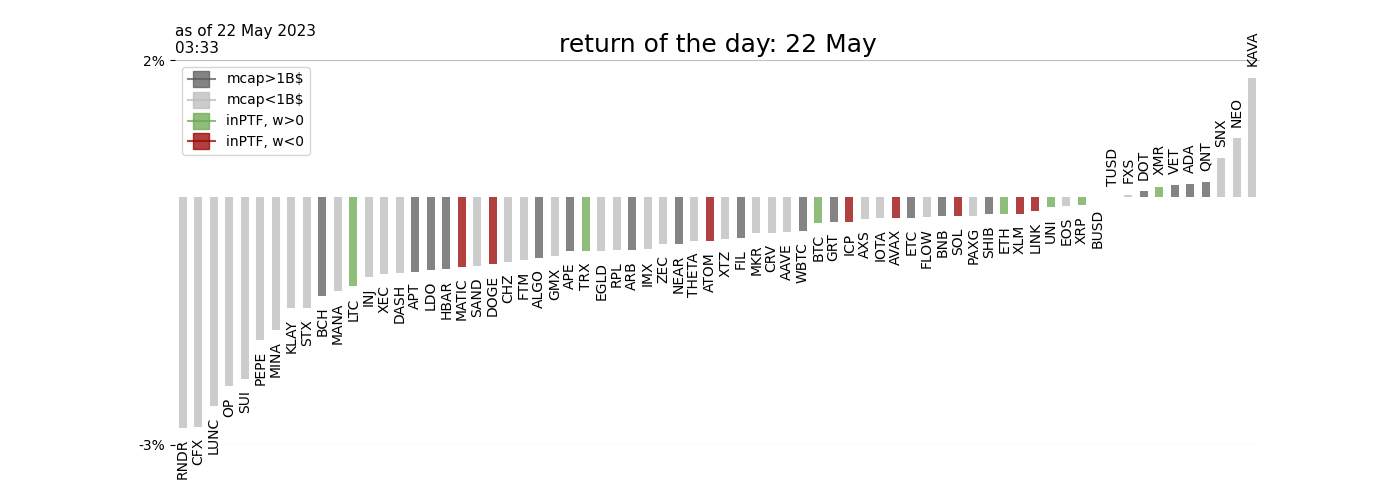 as of 22 May 2023
03:33
return of the day: 22 May
2%
mcap>1B$
mcap<1B$
inPTF, w>0
inPTF, w<0
-3%
RNDR
CFX
LUNC
OP
SUI
PEPE
MINA
KLAY
STX
BCH
MANA
LTC
INJ
XEC
DASH
APT
LDO
HBAR
MATIC
SAND
DOGE
CHZ
FTM
ALGO
GMX
APE
TRX
EGLD
RPL
ARB
IMX
ZEC
NEAR
THETA
ATOM
XTZ
FIL
MKR
CRV
AAVE
WBTC
BTC
GRT
ICP
AXS
IOTA
AVAX
ETC
FLOW
BNB
SOL
PAXG
SHIB
ETH
XLM
LINK
UNI
EOS
XRP
BUSD
TUSD
FXS
DOT
XMR
VET
ADA
QNT
SNX
NEO
KAVA